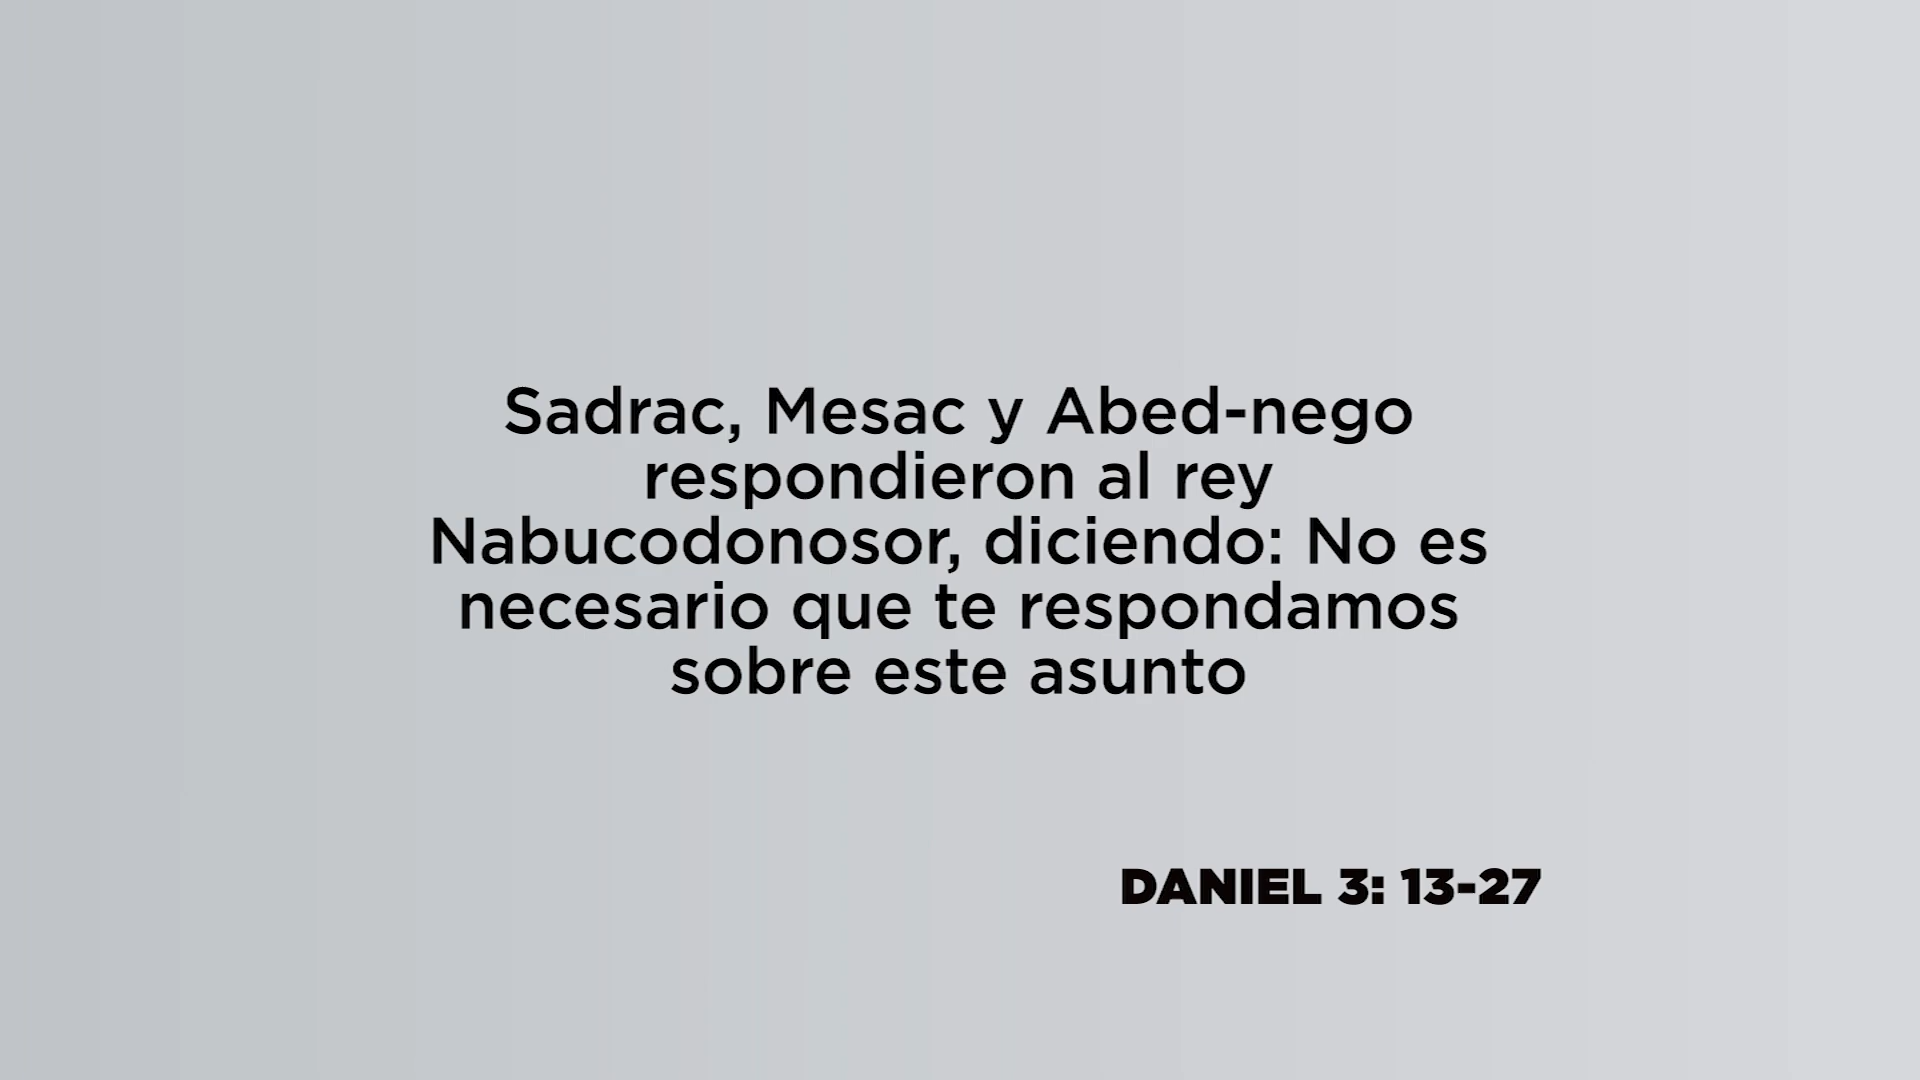 Sadrac, Mesac y Abed-nego
respondieron al rey
Nabucodonosor, diciendo: No es
necesario que te respondamos
sobre este asunto
DANIEL 3: 13-27